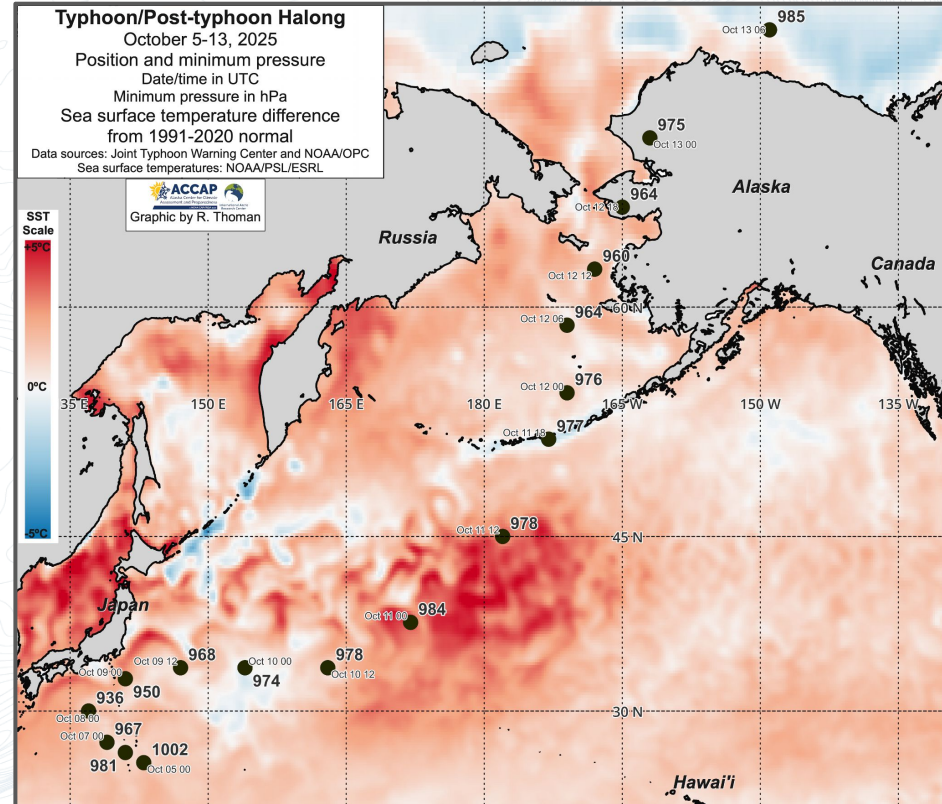 Typhoon/Post-typhoon Halong
October 5-13, 2025
Position and minimum pressure
Date/time in UTC
Minimum pressure in hPa
Sea surface temperature difference
from 1991-2020 normal
Data sources: Joint Typhoon Warning Center and NOAA/OPC
Sea surface temperatures: NOAA/PSL/ESRL
ACCAP
Graphic by R. Thoman
SST
Scale
+5ºC
0ºC
-5ºC
985
Oct 13 06
975
Oct 13 00
Alaska
964
Oct 12 18
Russia
960
Oct 12 12
Canada
60 N
964
Oct 12 06
976
Oct 12 00
35 E
150 E
165 E
180 E
165 W
150 W
135 W
977
Oct 11 18
978
Oct 11 12
45 N
Japan
984
Oct 11 00
968
Oct 09 12
Oct 10 00
974
978
Oct 10 12
Oct 09 00
950
936
Oct 08 00
30 N
967
Oct 07 00
981
1002
Oct 05 00
Hawai'i